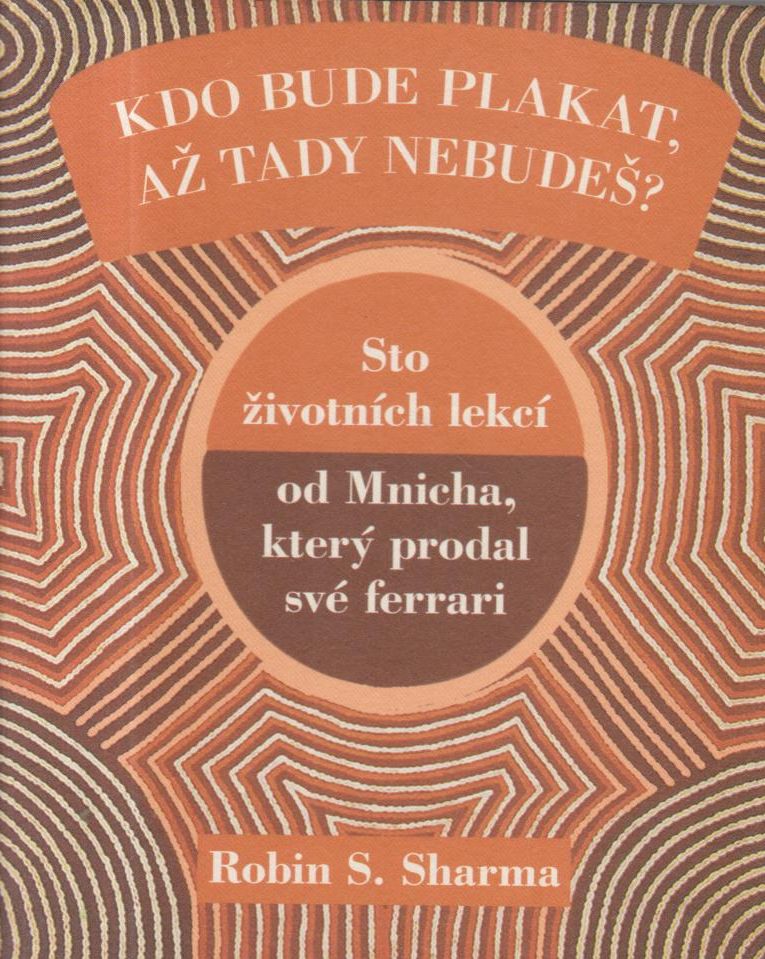 KDO BUDE PLAKAT,
AŽ TADY NEBUDEŠ?
Sto
životních lekcí
od Mnicha,
který prodal
své ferrari
Robin S. Sharma